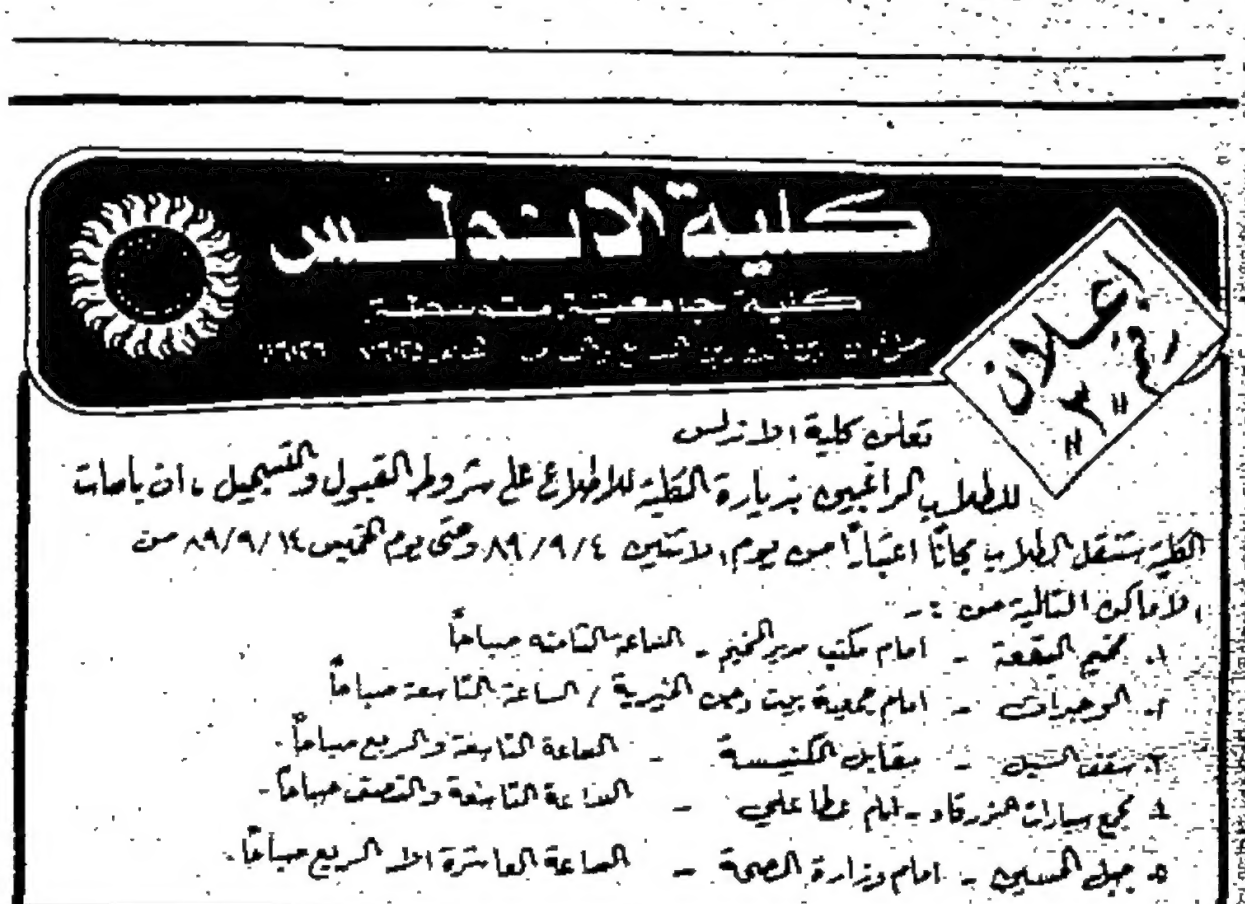 كلية الاندلس
كلية جامعية متوسطة
اعلان
رقم
"٣"
تعلن كلية الاندلس
للطلاب الراغبين بزيارة الكلية للاطلاع على شروط القبول والتسجيل ، ان باصات
الكلية ستنقل الطلاب مجاناً اعتباراً من يوم الاثنين ٨٩/٩/٤ وحتى يوم الخميس ٨٩/٩/١٤ من
الاماكن التالية من :-
١. مخيم البقعة - امام مكتب مدير المخيم - الساعة الثامنه صباحاً
٢. الوحدات - امام جمعية بيت دجن الخيرية / الساعة التاسعة صباحاً
٣. سقف السيل - مقابل الكنيسة - الساعة التاسعة والربع صباحاً.
٤. مجمع سيارات الزرقاء - امام عطا علي - الساعة التاسعة والنصف صباحاً.
٥. جبل الحسين - امام وزارة الصحة - الساعة العاشرة الا الربع صباحاً.